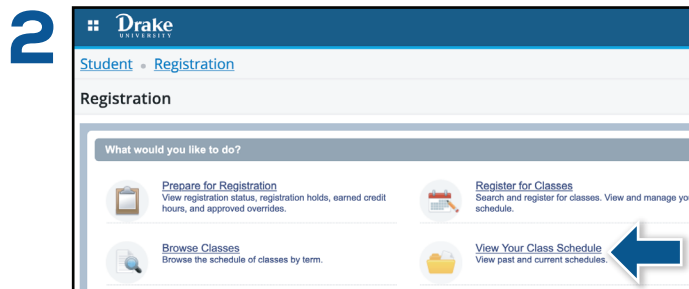 2
Drake
UNIVERSITY
Student • Registration
Registration
What would you like to do?
Prepare for Registration
View registration status, registration holds, earned credit
hours, and approved overrides.
Register for Classes
Search and register for classes. View and manage
schedule.
Browse Classes
Browse the schedule of classes by term.
View Your Class Schedule
View past and current schedules.